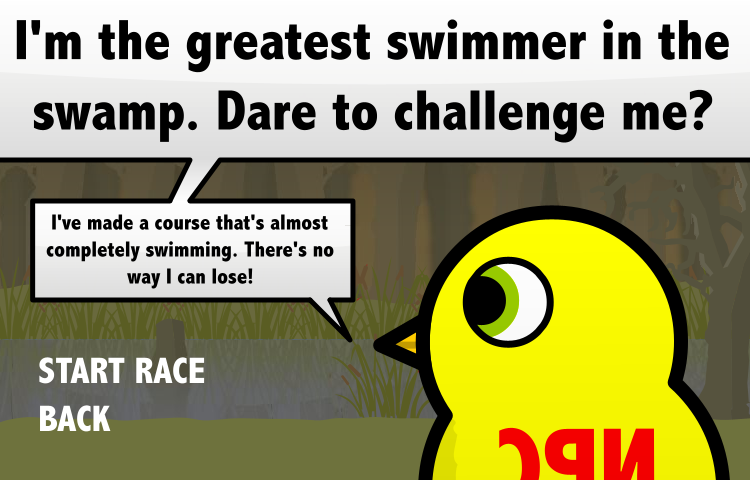 I'm the greatest swimmer in the
swamp. Dare to challenge me?
I've made a course that's almost
completely swimming. There's no
way I can lose!
START RACE
BACK
NPC